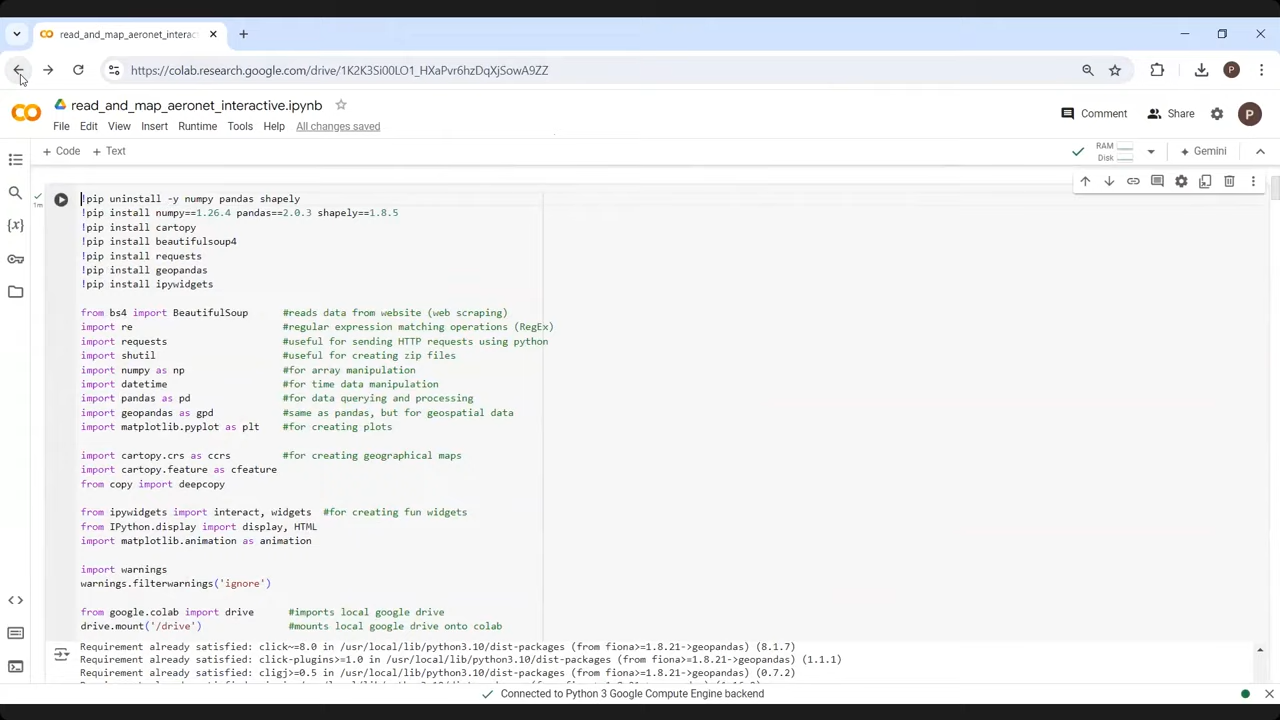 read_and_map_aeronet_interac
https://colab.research.google.com/drive/1K2K3Si00LO1_HXaPvr6hzDqXjSowA9ZZ
P
read_and_map_aeronet_interactive.ipynb
Comment
Share
P
File Edit View Insert Runtime Tools Help All changes saved
+ Code + Text
RAM
Disk
Gemini
1m
!pip uninstall -y numpy pandas shapely
!pip install numpy==1.26.4 pandas==2.0.3 shapely==1.8.5
!pip install cartopy
!pip install beautifulsoup4
!pip install requests
!pip install geopandas
!pip install ipywidgets
from bs4 import BeautifulSoup #reads data from website (web scraping)
import re #regular expression matching operations (RegEx)
import requests #useful for sending HTTP requests using python
import shutil #useful for creating zip files
import numpy as np #for array manipulation
import datetime #for time data manipulation
import pandas as pd #for data querying and processing
import geopandas as gpd #same as pandas, but for geospatial data
import matplotlib.pyplot as plt #for creating plots
import cartopy.crs as ccrs #for creating geographical maps
import cartopy.feature as cfeature
from copy import deepcopy
from ipywidgets import interact, widgets #for creating fun widgets
from IPython.display import display, HTML
import matplotlib.animation as animation
import warnings
warnings.filterwarnings('ignore')
from google.colab import drive #imports local google drive
drive.mount('/drive') #mounts local google drive onto colab
Requirement already satisfied: click~=8.0 in /usr/local/lib/python3.10/dist-packages (from fiona>=1.8.21->geopandas) (8.1.7)
Requirement already satisfied: click-plugins>=1.0 in /usr/local/lib/python3.10/dist-packages (from fiona>=1.8.21->geopandas) (1.1.1)
Requirement already satisfied: cligj>=0.5 in /usr/local/lib/python3.10/dist-packages (from fiona>=1.8.21->geopandas) (0.7.2)
Connected to Python 3 Google Compute Engine backend